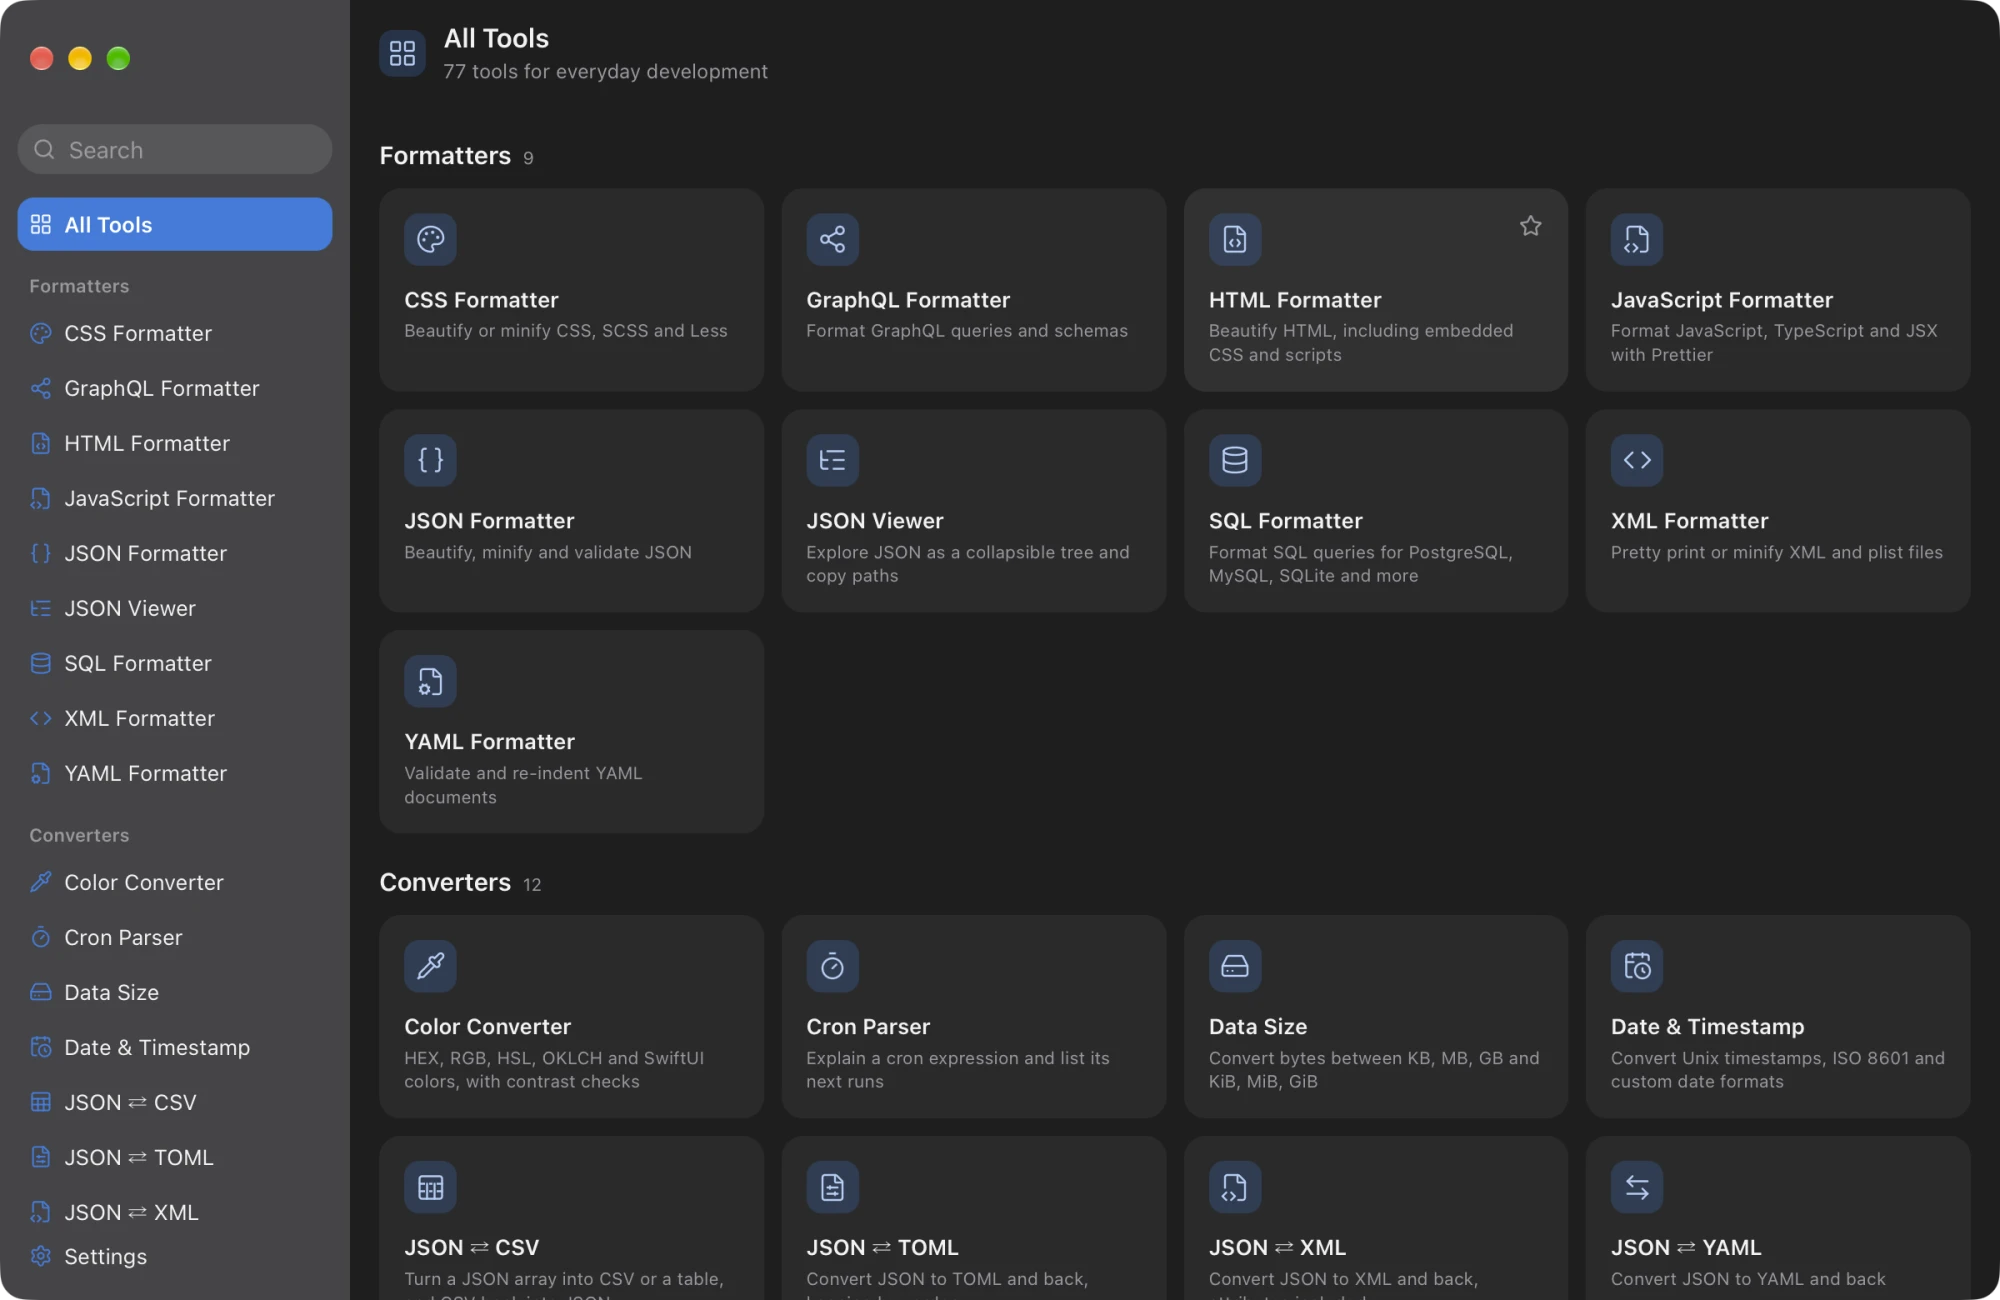 All Tools
77 tools for everyday development
Search
All Tools
Formatters
CSS Formatter
GraphQL Formatter
HTML Formatter
JavaScript Formatter
JSON Formatter
JSON Viewer
SQL Formatter
XML Formatter
YAML Formatter
Converters
Color Converter
Cron Parser
Data Size
Date & Timestamp
JSON ⇄ CSV
JSON ⇄ TOML
JSON ⇄ XML
Settings
Formatters 9
CSS Formatter
Beautify or minify CSS, SCSS and Less
GraphQL Formatter
Format GraphQL queries and schemas
HTML Formatter
Beautify HTML, including embedded
CSS and scripts
JavaScript Formatter
Format JavaScript, TypeScript and JSX
with Prettier
JSON Formatter
Beautify, minify and validate JSON
JSON Viewer
Explore JSON as a collapsible tree and
copy paths
SQL Formatter
Format SQL queries for PostgreSQL,
MySQL, SQLite and more
XML Formatter
Pretty print or minify XML and plist files
YAML Formatter
Validate and re-indent YAML
documents
Converters 12
Color Converter
HEX, RGB, HSL, OKLCH and SwiftUI
colors, with contrast checks
Cron Parser
Explain a cron expression and list its
next runs
Data Size
Convert bytes between KB, MB, GB and
KiB, MiB, GiB
Date & Timestamp
Convert Unix timestamps, ISO 8601 and
custom date formats
JSON ⇄ CSV
Turn a JSON array into CSV or a table,
JSON ⇄ TOML
Convert JSON to TOML and back,
JSON ⇄ XML
Convert JSON to XML and back,
JSON ⇄ YAML
Convert JSON to YAML and back